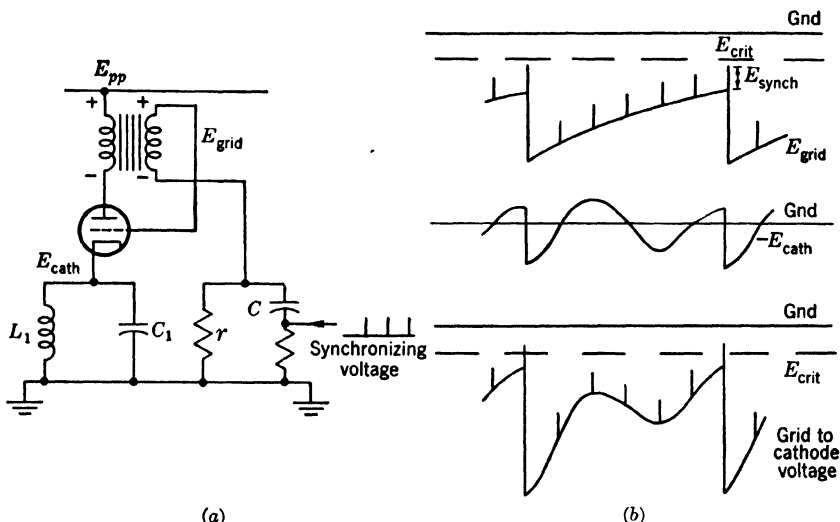 E_pp
+ +
E_grid
- -
E_cath
L_1
C_1
r
C
Synchronizing
voltage
(a)
Gnd
E_crit
E_synch
E_grid
Gnd
-E_cath
Gnd
E_crit
Grid to
cathode
voltage
(b)